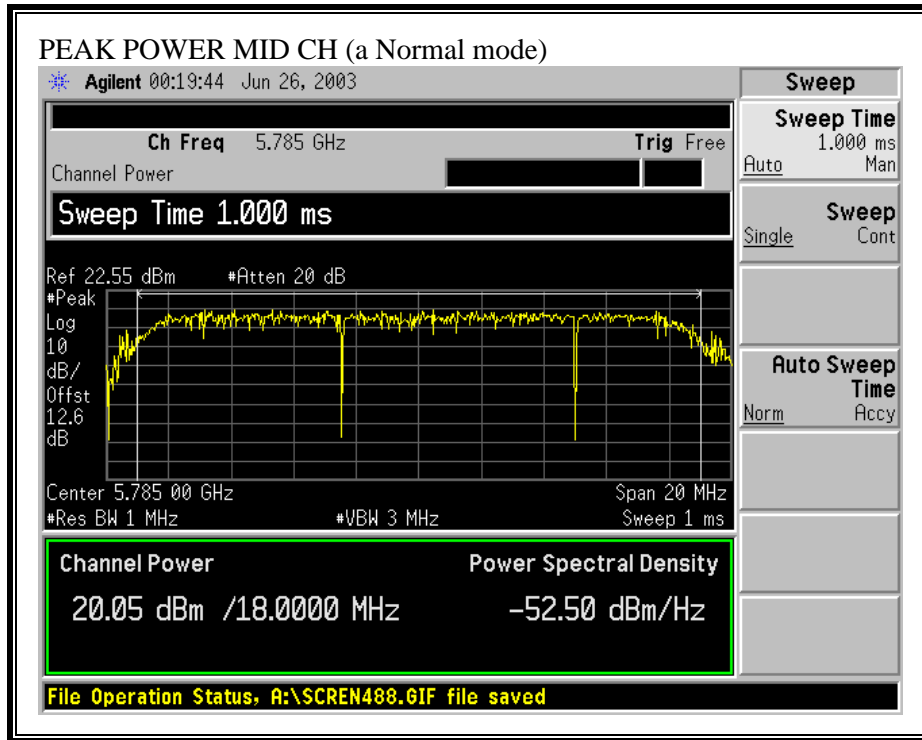 PEAK POWER MID CH (a Normal mode)
Agilent 00:19:44 Jun 26, 2003
Sweep
Ch Freq 5.785 GHz Trig Free
Channel Power
Sweep Time 1.000 ms
Ref 22.55 dBm #Atten 20 dB
#Peak
Log
10
dB/
Offst
12.6
dB
Center 5.785 00 GHz Span 20 MHz
#Res BW 1 MHz #VBW 3 MHz Sweep 1 ms
Channel Power Power Spectral Density
20.05 dBm /18.0000 MHz -52.50 dBm/Hz
File Operation Status, A:\SCREN488.GIF file saved
Sweep Time
1.000 ms
Auto Man
Sweep
Single Cont
Auto Sweep
Time
Norm Accy